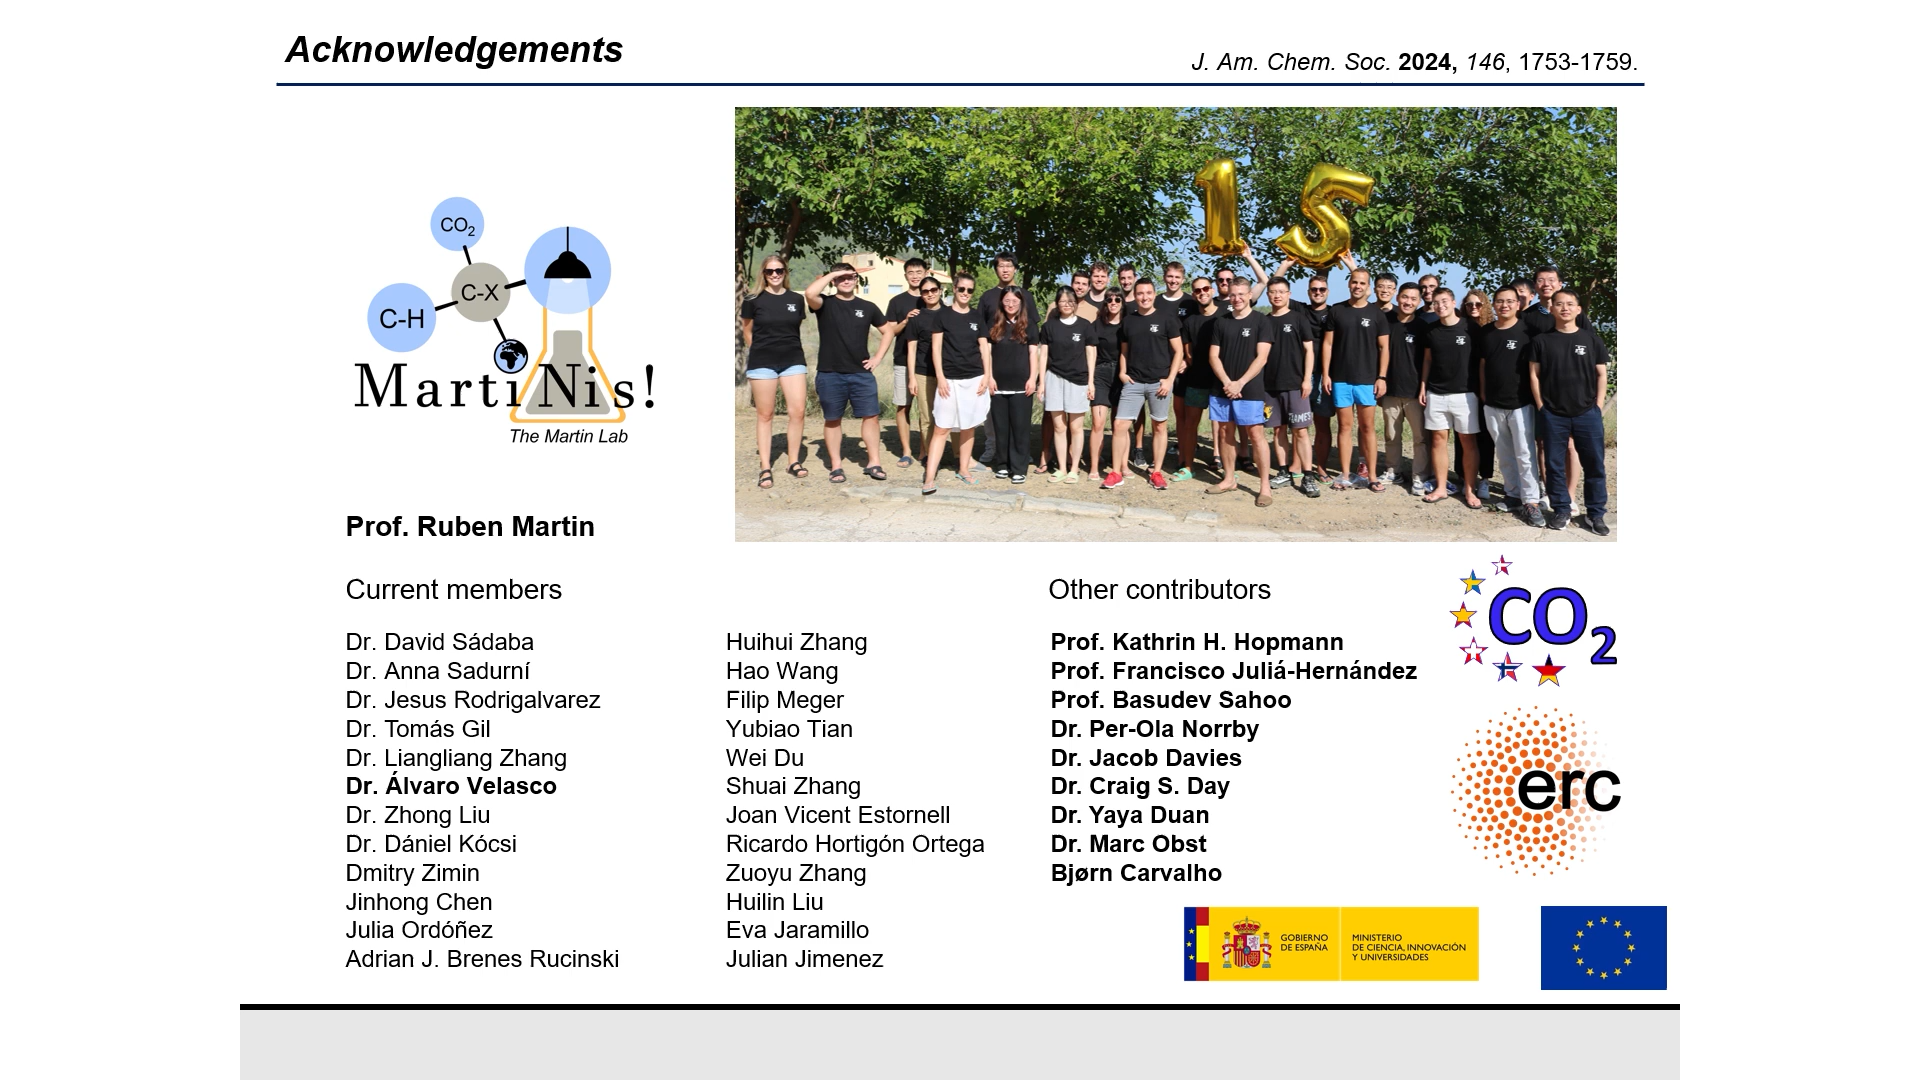 Acknowledgements
J. Am. Chem. Soc. 2024, 146, 1753-1759.
CO2
C-X
C-H
MartiNis!
The Martin Lab
15
Prof. Ruben Martin
Current members
Dr. David Sádaba
Dr. Anna Sadurní
Dr. Jesus Rodrigalvarez
Dr. Tomás Gil
Dr. Liangliang Zhang
Dr. Álvaro Velasco
Dr. Zhong Liu
Dr. Dániel Kócsi
Dmitry Zimin
Jinhong Chen
Julia Ordóñez
Adrian J. Brenes Rucinski
Huihui Zhang
Hao Wang
Filip Meger
Yubiao Tian
Wei Du
Shuai Zhang
Joan Vicent Estornell
Ricardo Hortigón Ortega
Zuoyu Zhang
Huilin Liu
Eva Jaramillo
Julian Jimenez
Other contributors
Prof. Kathrin H. Hopmann
Prof. Francisco Juliá-Hernández
Prof. Basudev Sahoo
Dr. Per-Ola Norrby
Dr. Jacob Davies
Dr. Craig S. Day
Dr. Yaya Duan
Dr. Marc Obst
Bjørn Carvalho
CO2
erc
GOBIERNO
DE ESPAÑA
MINISTERIO
DE CIENCIA, INNOVACIÓN
Y UNIVERSIDADES